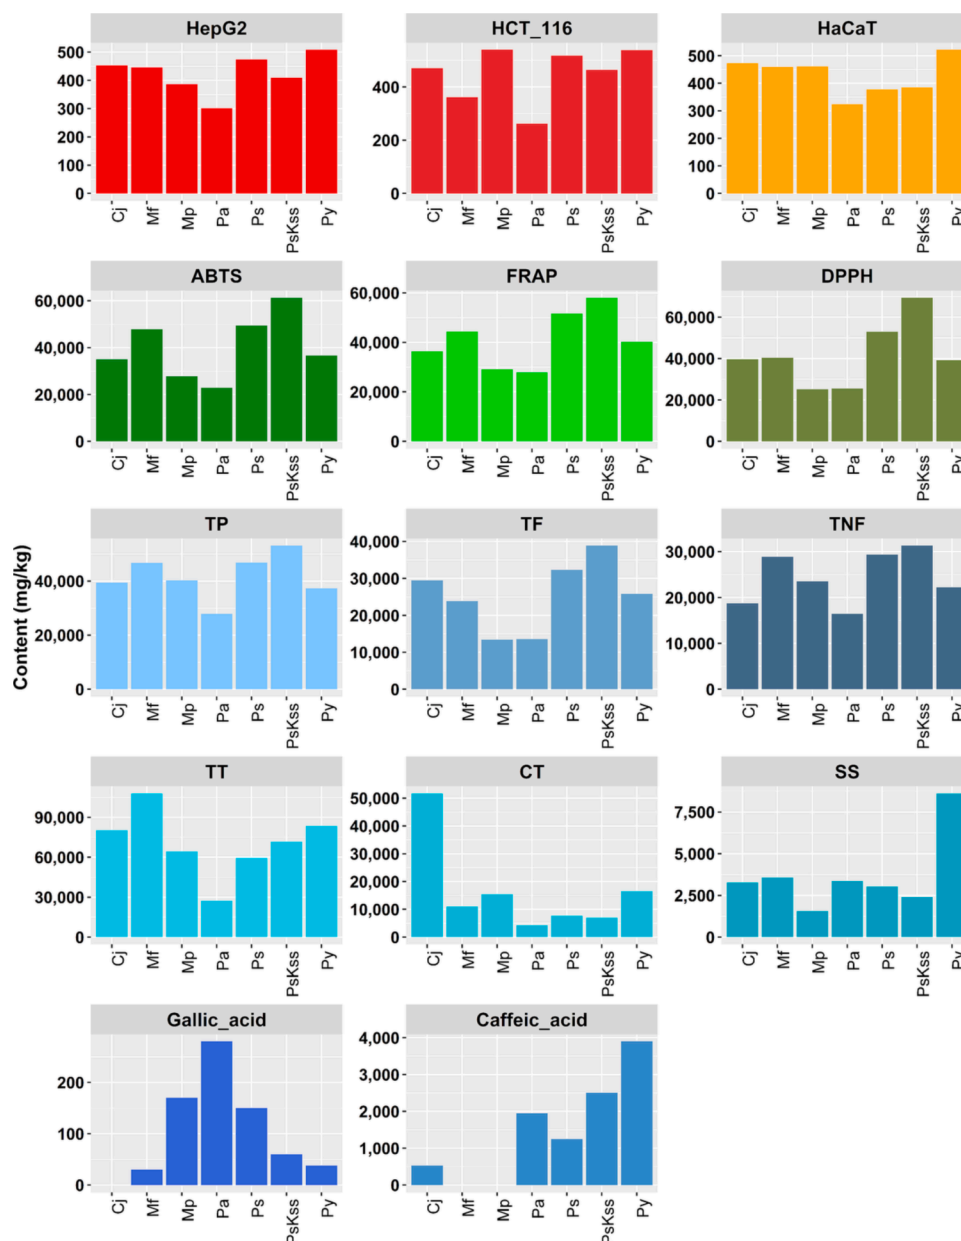 HepG2 HCT_116 HaCaT
500 400 300 200 100 0
400 200 0
500 400 300 200 100 0
Cj Mf Mp Pa Ps PsKss Py
Cj Mf Mp Pa Ps PsKss Py
Cj Mf Mp Pa Ps PsKss Py
ABTS FRAP DPPH
60,000 40,000 20,000 0
60,000 40,000 20,000 0
60,000 40,000 20,000 0
Cj Mf Mp Pa Ps PsKss Py
Cj Mf Mp Pa Ps PsKss Py
Cj Mf Mp Pa Ps PsKss Py
Content (mg/kg)
TP TF TNF
40,000 20,000 0
40,000 30,000 20,000 10,000 0
30,000 20,000 10,000 0
Cj Mf Mp Pa Ps PsKss Py
Cj Mf Mp Pa Ps PsKss Py
Cj Mf Mp Pa Ps PsKss Py
TT CT SS
90,000 60,000 30,000 0
50,000 40,000 30,000 20,000 10,000 0
7,500 5,000 2,500 0
Cj Mf Mp Pa Ps PsKss Py
Cj Mf Mp Pa Ps PsKss Py
Cj Mf Mp Pa Ps PsKss Py
Gallic_acid Caffeic_acid
200 100 0
4,000 3,000 2,000 1,000 0
Cj Mf Mp Pa Ps PsKss Py
Cj Mf Mp Pa Ps PsKss Py